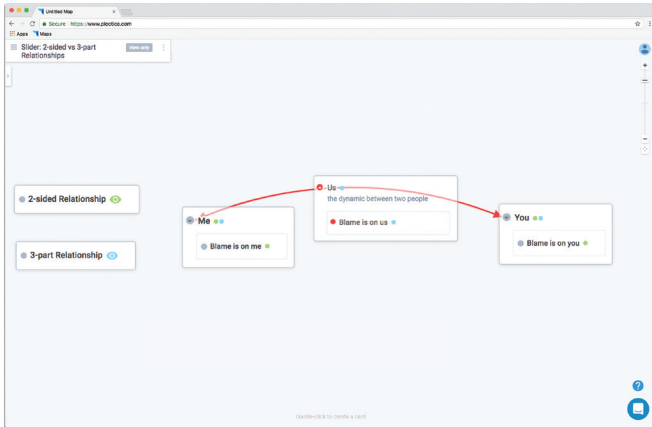 Untitled Map
Secure https://www.plectica.com
Apps Maps
Slider: 2-sided vs 3-part
Relationships
View only
2-sided Relationship
3-part Relationship
Me
Blame is on me
Us
the dynamic between two people
Blame is on us
You
Blame is on you
?
Double-click to create a card